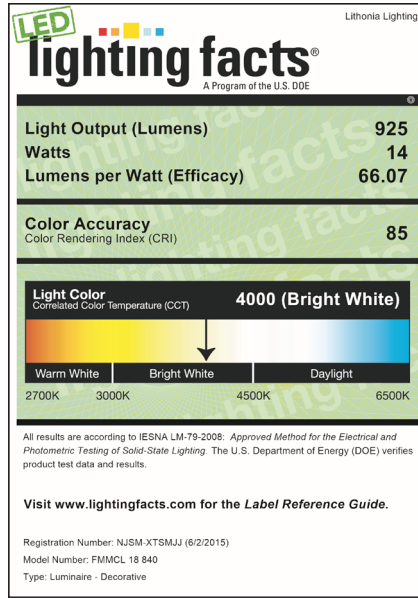 LED
Lithonia Lighting
lighting facts®
A Program of the U.S. DOE
Light Output (Lumens) 925
Watts 14
Lumens per Watt (Efficacy) 66.07
Color Accuracy 85
Color Rendering Index (CRI)
Light Color 4000 (Bright White)
Correlated Color Temperature (CCT)
Warm White Bright White Daylight
2700K 3000K 4500K 6500K
All results are according to IESNA LM-79-2008: Approved Method for the Electrical and
Photometric Testing of Solid-State Lighting. The U.S. Department of Energy (DOE) verifies
product test data and results.
Visit www.lightingfacts.com for the Label Reference Guide.
Registration Number: NJSM-XTSMJJ (6/2/2015)
Model Number: FMMCL 18 840
Type: Luminaire - Decorative